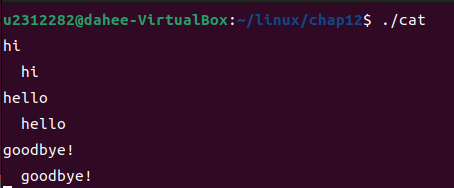 u2312282@dahee-VirtualBox:~/linux/chap12$ ./cat
hi
  hi
hello
  hello
goodbye!
  goodbye!